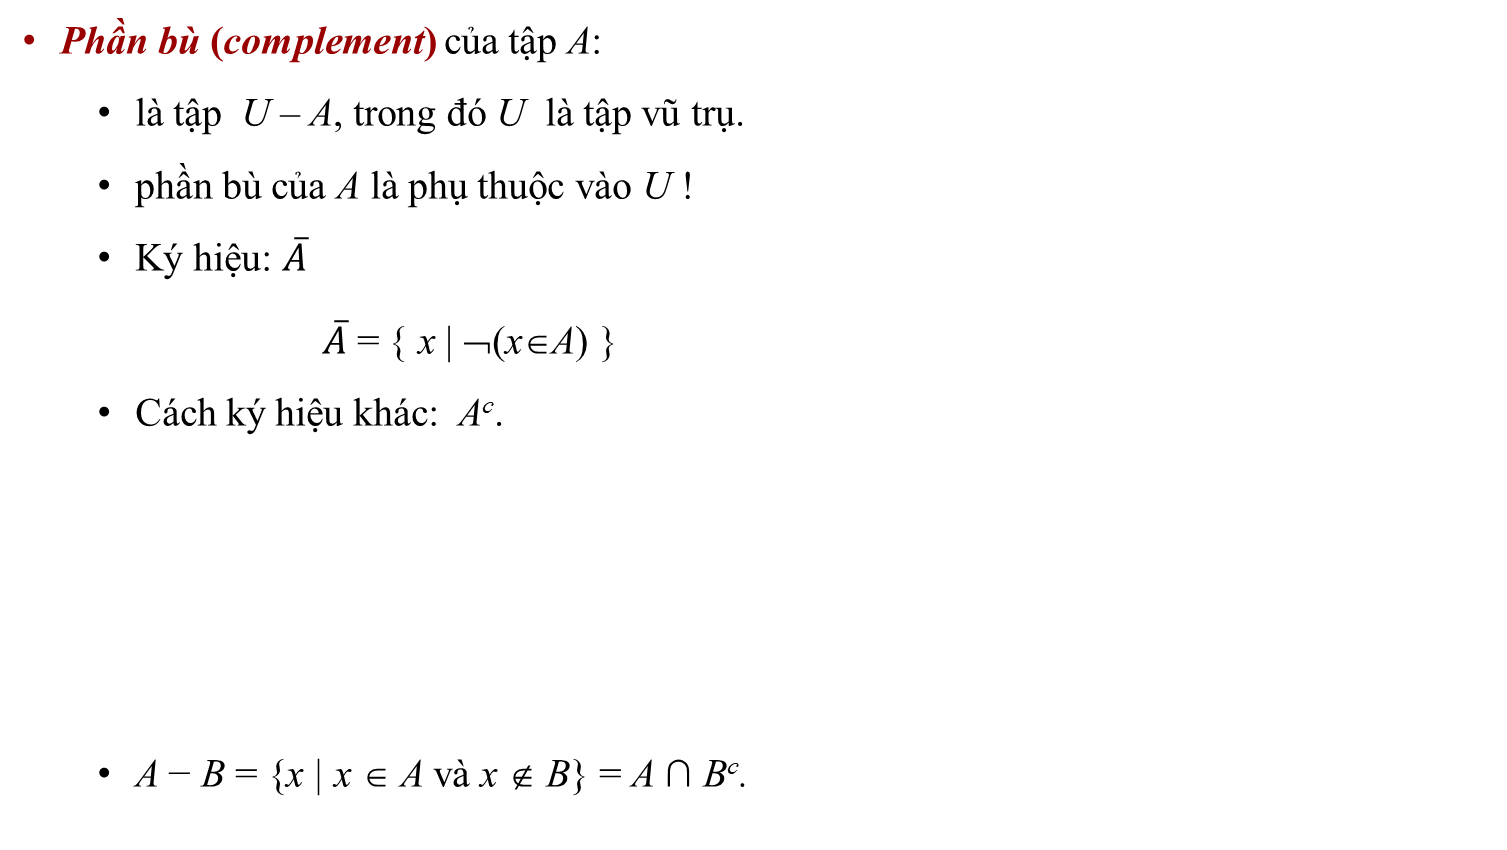 • Phần bù (complement) của tập A:
• là tập U – A, trong đó U là tập vũ trụ.
• phần bù của A là phụ thuộc vào U !
• Ký hiệu: Ā
Ā = { x | ¬(x∈A) }
• Cách ký hiệu khác: Aᶜ.
• A − B = {x | x ∈ A và x ∉ B} = A ∩ Bᶜ.